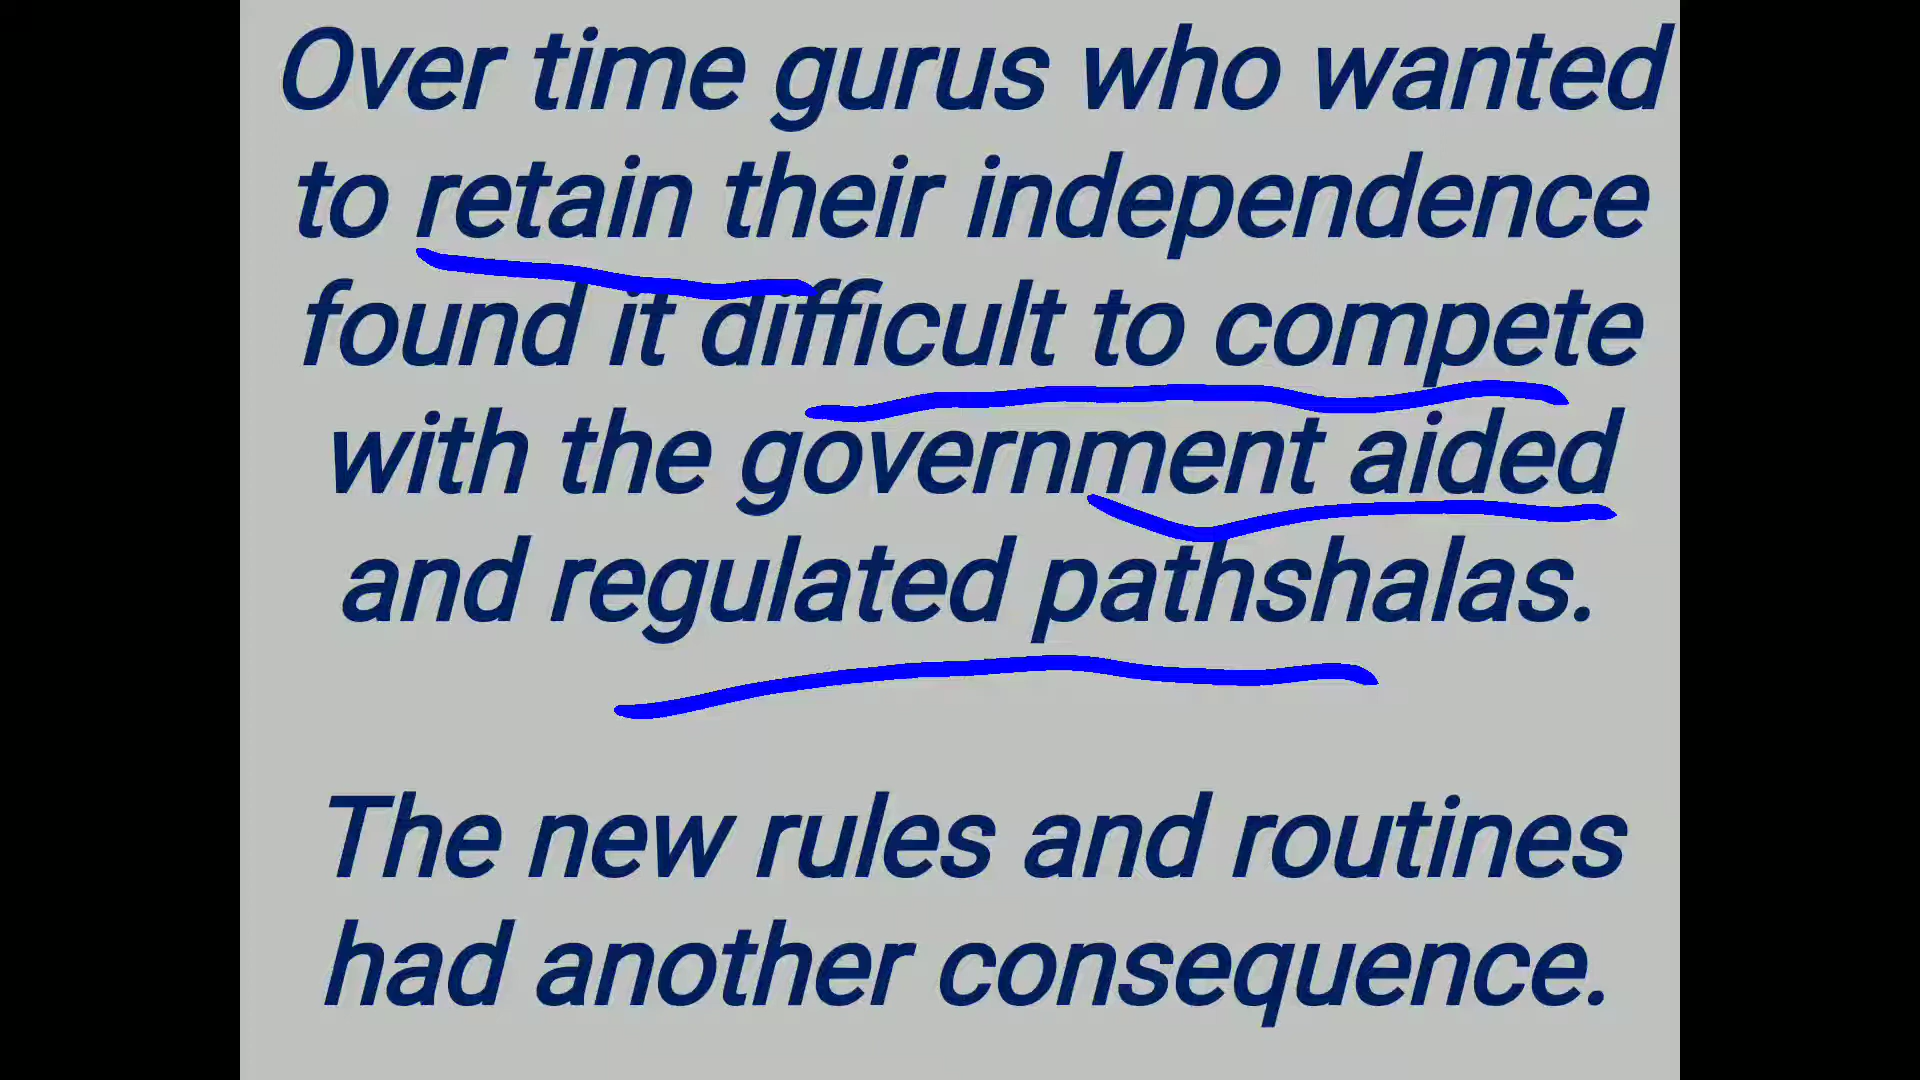 Over time gurus who wanted
to retain their independence
found it difficult to compete
with the government aided
and regulated pathshalas.
The new rules and routines
had another consequence.